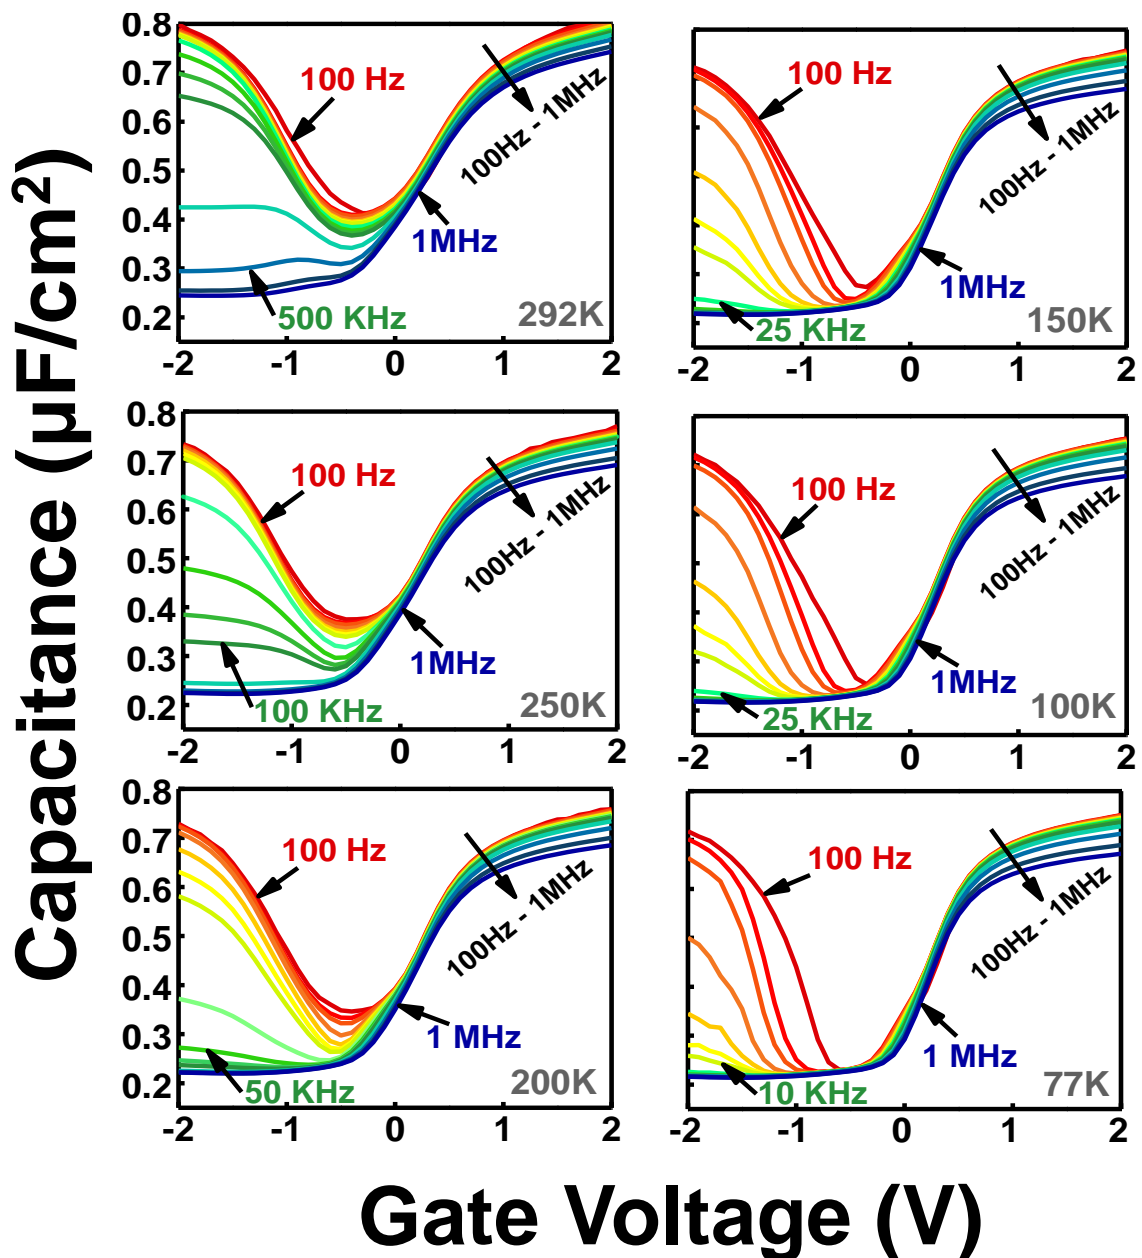 Capacitance (µF/cm²)
0.8
0.7
0.6
0.5
0.4
0.3
0.2
100 Hz
100Hz - 1MHz
1MHz
500 KHz
292K
-2 -1 0 1 2
100 Hz
100Hz - 1MHz
1MHz
25 KHz
150K
-2 -1 0 1 2
0.8
0.7
0.6
0.5
0.4
0.3
0.2
100 Hz
100Hz - 1MHz
1MHz
100 KHz
250K
-2 -1 0 1 2
100 Hz
100Hz - 1MHz
1MHz
25 KHz
100K
-2 -1 0 1 2
0.8
0.7
0.6
0.5
0.4
0.3
0.2
100 Hz
100Hz - 1MHz
1 MHz
50 KHz
200K
-2 -1 0 1 2
100 Hz
100Hz - 1MHz
1 MHz
10 KHz
77K
-2 -1 0 1 2
Gate Voltage (V)